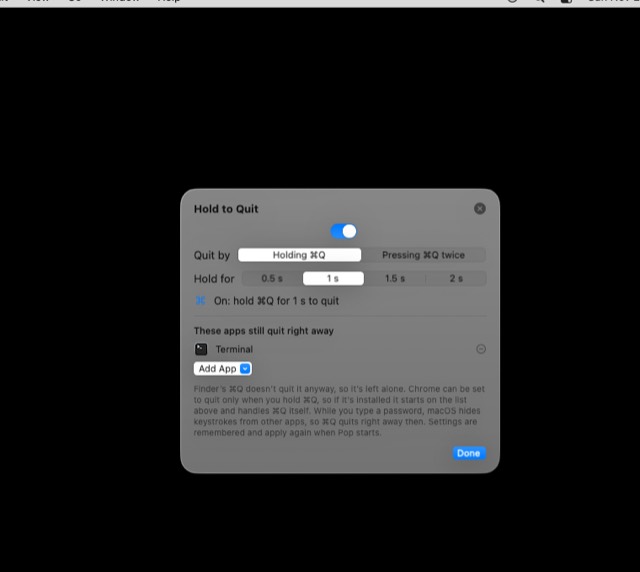 Window Help
Hold to Quit
Quit by Holding ⌘Q Pressing ⌘Q twice
Hold for 0.5 s 1 s 1.5 s 2 s
⌘ On: hold ⌘Q for 1 s to quit
These apps still quit right away
Terminal
Add App
Finder's ⌘Q doesn't quit it anyway, so it's left alone. Chrome can be set
to quit only when you hold ⌘Q, so if it's installed it starts on the list
above and handles ⌘Q itself. While you type a password, macOS hides
keystrokes from other apps, so ⌘Q quits right away then. Settings are
remembered and apply again when Pop starts.
Done